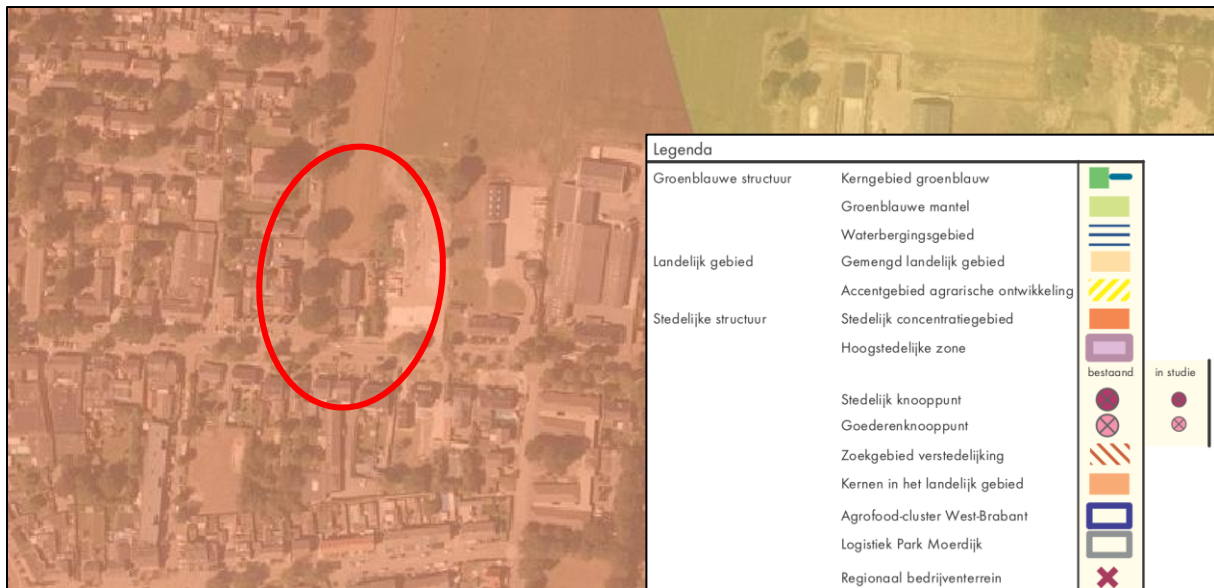 Legenda
Groenblauwe structuur Kerngebied groenblauw
Groenblauwe mantel
Waterbergingsgebied
Landelijk gebied Gemengd landelijk gebied
Accentgebied agrarische ontwikkeling
Stedelijke structuur Stedelijk concentratiegebied
Hoogstedelijke zone
bestaand in studie
Stedelijk knooppunt
Goederenknooppunt
Zoekgebied verstedelijking
Kernen in het landelijk gebied
Agrofood-cluster West-Brabant
Logistiek Park Moerdijk
Regionaal bedrijventerrein